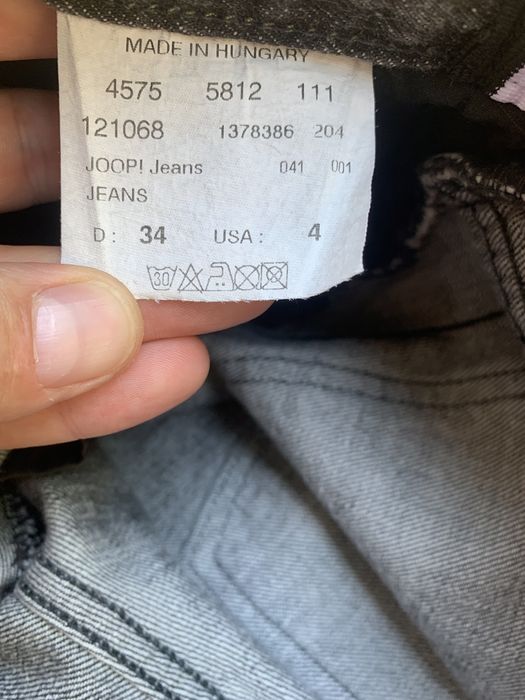 MADE IN HUNGARY
4575 5812 111
121068 1378386 204
JOOP! Jeans 041 001
JEANS
D: 34 USA: 4
30